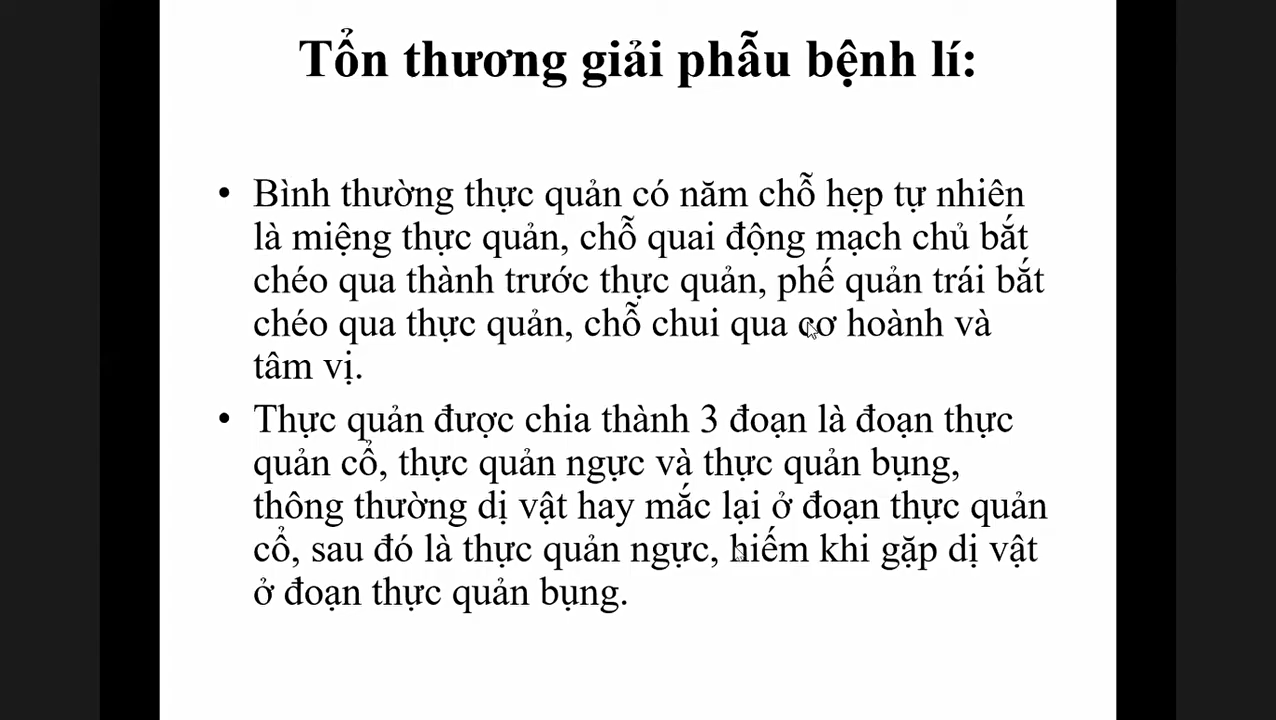 Tổn thương giải phẫu bệnh lí:
• Bình thường thực quản có năm chỗ hẹp tự nhiên
là miệng thực quản, chỗ quai động mạch chủ bắt
chéo qua thành trước thực quản, phế quản trái bắt
chéo qua thực quản, chỗ chui qua cơ hoành và
tâm vị.
• Thực quản được chia thành 3 đoạn là đoạn thực
quản cổ, thực quản ngực và thực quản bụng,
thông thường dị vật hay mắc lại ở đoạn thực quản
cổ, sau đó là thực quản ngực, hiếm khi gặp dị vật
ở đoạn thực quản bụng.